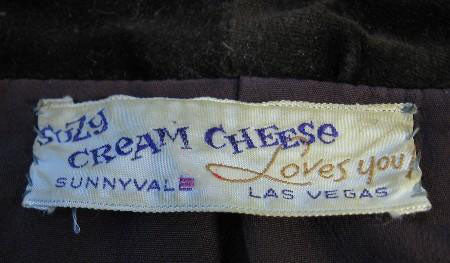 SuZy
CREAM CHEESe
Loves you!
SUNNYVALE LAS VEGAS